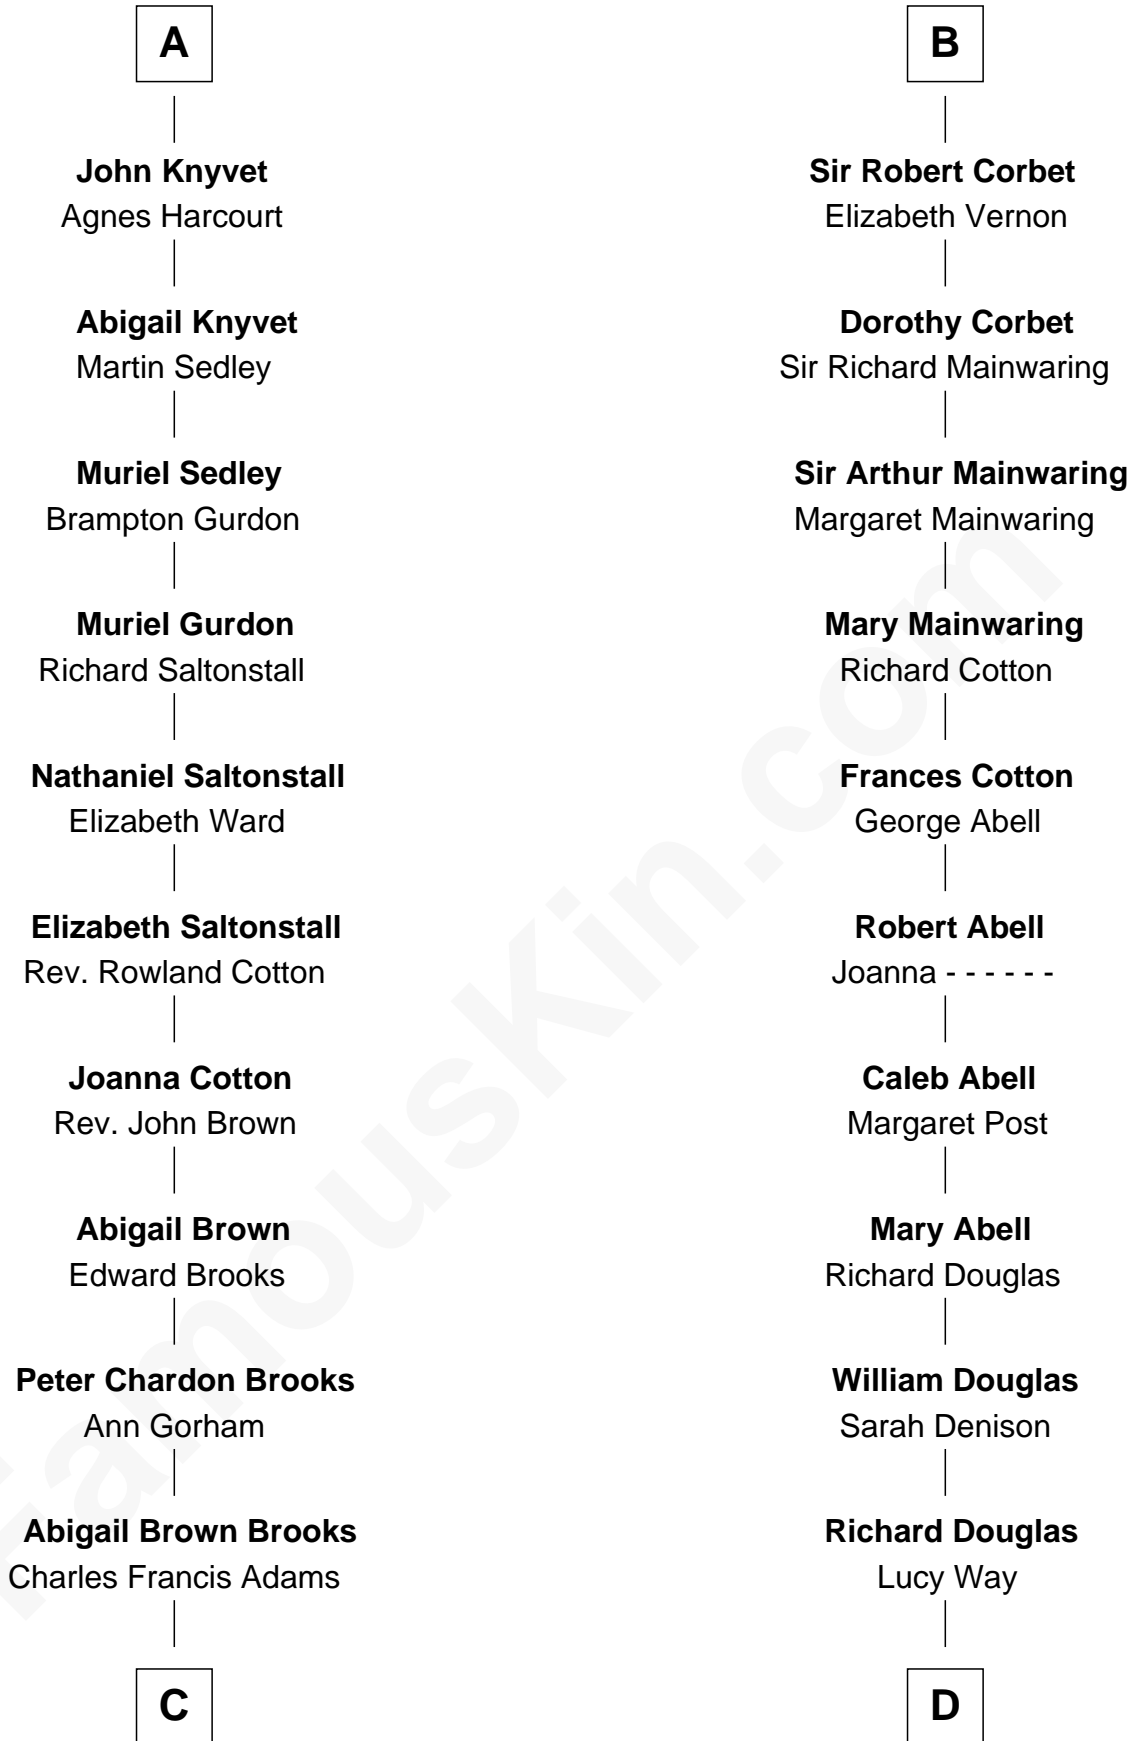 A
John Knyvet
Agnes Harcourt
Abigail Knyvet
Martin Sedley
Muriel Sedley
Brampton Gurdon
Muriel Gurdon
Richard Saltonstall
Nathaniel Saltonstall
Elizabeth Ward
Elizabeth Saltonstall
Rev. Rowland Cotton
Joanna Cotton
Rev. John Brown
Abigail Brown
Edward Brooks
Peter Chardon Brooks
Ann Gorham
Abigail Brown Brooks
Charles Francis Adams
C
B
Sir Robert Corbet
Elizabeth Vernon
Dorothy Corbet
Sir Richard Mainwaring
Sir Arthur Mainwaring
Margaret Mainwaring
Mary Mainwaring
Richard Cotton
Frances Cotton
George Abell
Robert Abell
Joanna - - - - - -
Caleb Abell
Margaret Post
Mary Abell
Richard Douglas
William Douglas
Sarah Denison
Richard Douglas
Lucy Way
D
FamousKin.com